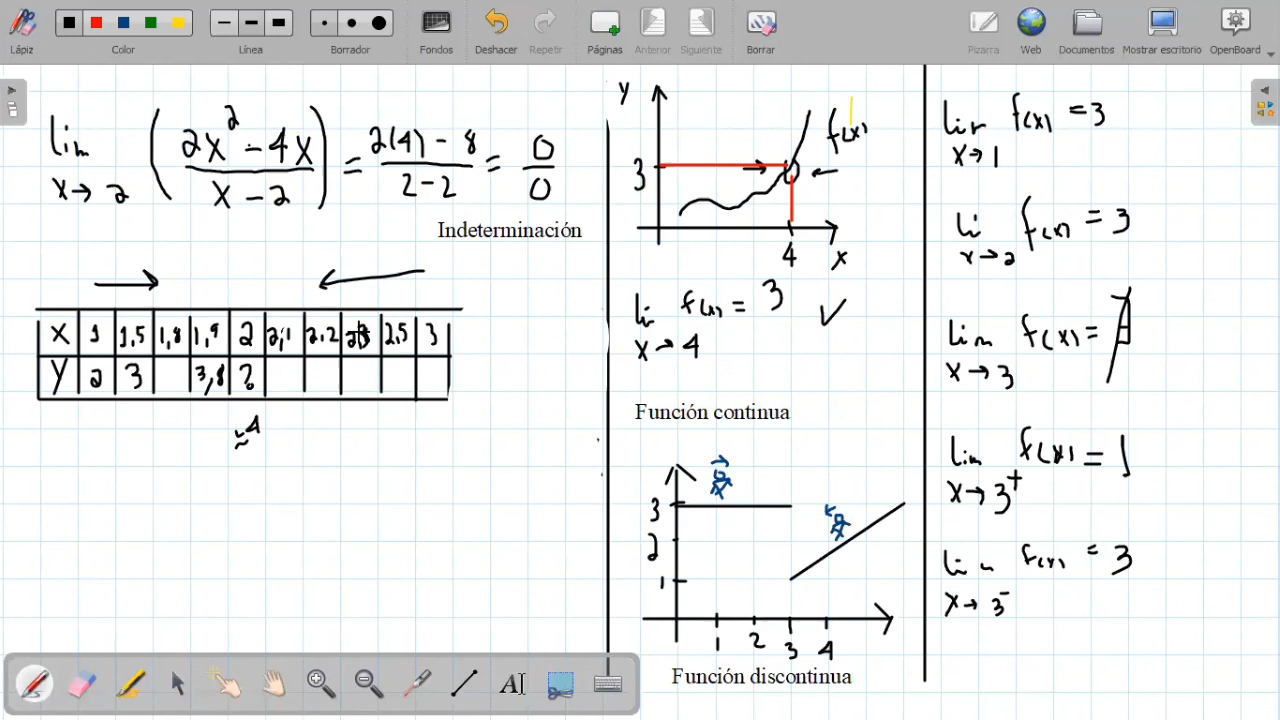 Lápiz Color Línea Borrador Fondos Deshacer Repetir Páginas Anterior Siguiente Borrar Pizarra Web Documentos Mostrar escritorio OpenBoard
lim x→2 (2x² - 4x / x - 2) = 2(4) - 8 / 2 - 2 = 0/0
Indeterminación
x 1 1,5 1,8 1,9 2 2,1 2,2 2,5 3
y 2 3 3,8 ?
≈4
y
f(x)
3
4 x
lim f(x) = 3 ✓
x→4
Función continua
3
2
1
1 2 3 4
Función discontinua
lim f(x) = 3
x→1
lim f(x) = 3
x→2
lim f(x) = ∄
x→3
lim f(x) = 1
x→3⁺
lim f(x) = 3
x→3⁻
AI